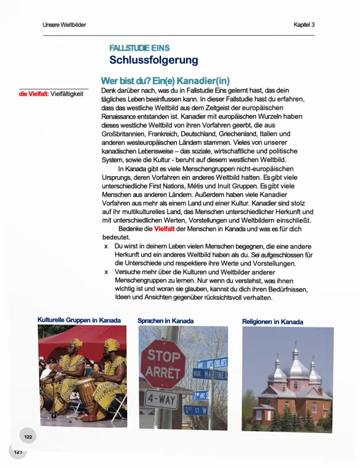 Unsere Weltbilder
Kapitel 3
FALLSTUDIE EINS
Schlussfolgerung
Wer bist du? Ein(e) Kanadier(in)
die Vielfalt: Vielfältigkeit
Denk darüber nach, was du in Fallstudie Eins gelernt hast, das dein
tägliches Leben beeinflussen kann. In dieser Fallstudie hast du erfahren,
dass das westliche Weltbild aus dem Zeitgeist der europäischen
Renaissance entstanden ist. Kanadier mit europäischen Wurzeln haben
dieses westliche Weltbild von ihren Vorfahren geerbt, die aus
Großbritannien, Frankreich, Deutschland, Griechenland, Italien und
anderen westeuropäischen Ländern stammen. Vieles von unserer
kanadischen Lebensweise – das soziale, wirtschaftliche und politische
System, sowie die Kultur - beruht auf diesem westlichen Weltbild.
In Kanada gibt es viele Menschengruppen nicht-europäischen
Ursprungs, deren Vorfahren ein anderes Weltbild hatten. Es gibt viele
unterschiedliche First Nations, Métis und Inuit Gruppen. Es gibt viele
Menschen aus anderen Ländern. Außerdem haben viele Kanadier
Vorfahren aus mehr als einem Land und einer Kultur. Kanadier sind stolz
auf ihr multikulturelles Land, das Menschen unterschiedlicher Herkunft und
mit unterschiedlichen Werten, Vorstellungen und Weltbildern einschließt.
Bedenke die Vielfalt der Menschen in Kanada und was es für dich
bedeutet.
x Du wirst in deinem Leben vielen Menschen begegnen, die eine andere
Herkunft und ein anderes Weltbild haben als du. Sei aufgeschlossen für
die Unterschiede und respektiere ihre Werte und Vorstellungen.
x Versuche mehr über die Kulturen und Weltbilder anderer
Menschengruppen zu lernen. Nur wenn du verstehst, was ihnen
wichtig ist und woran sie glauben, kannst du dich ihren Bedürfnissen,
Ideen und Ansichten gegenüber rücksichtsvoll verhalten.
Kulturelle Gruppen in Kanada
Sprachen in Kanada
Religionen in Kanada
STOP
ARRÊT
4-WAY
122
121